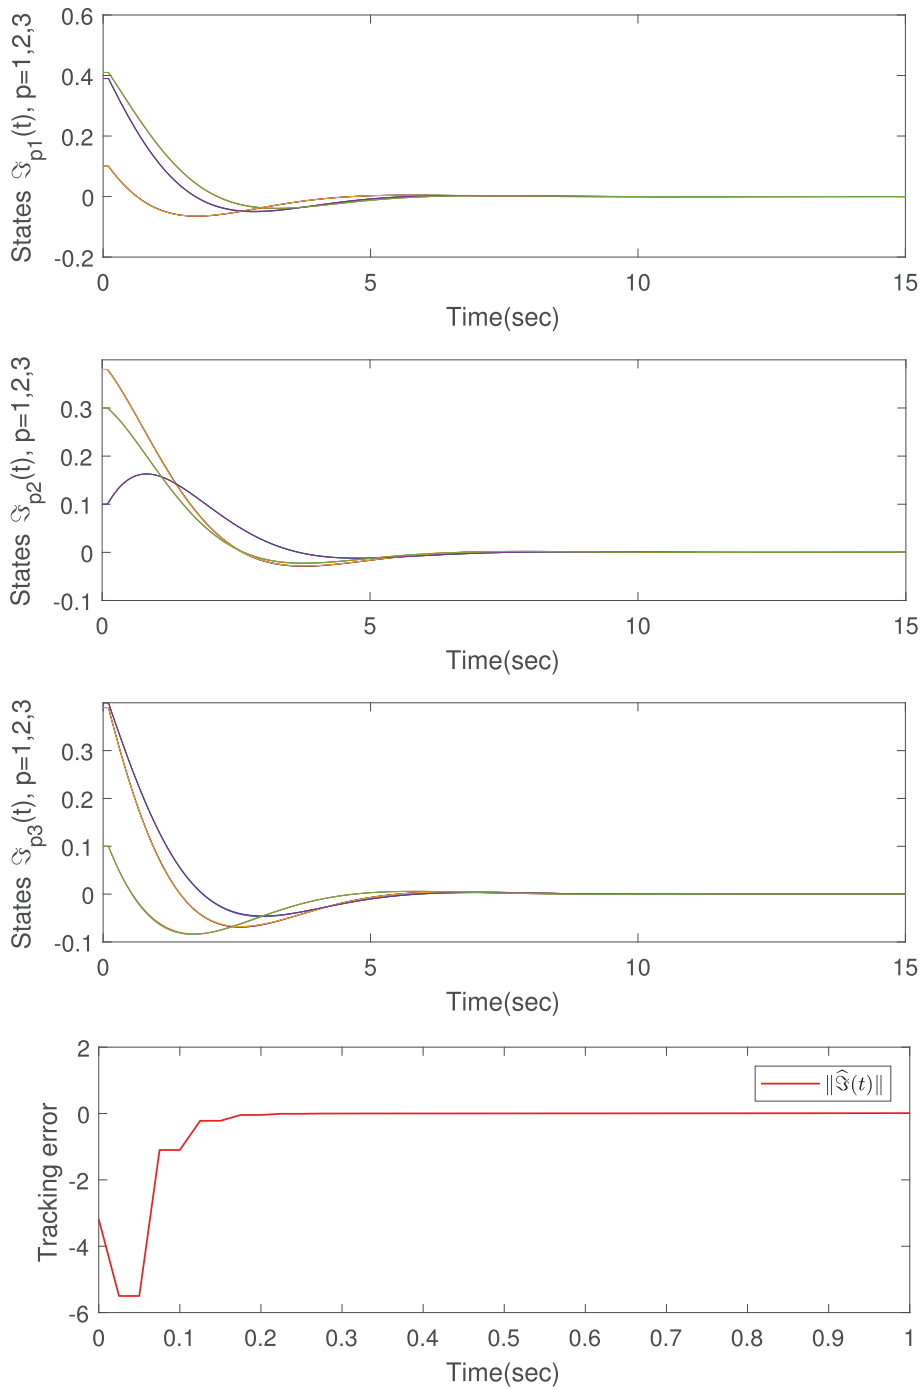 States ℑp1(t), p=1,2,3
0.6
0.4
0.2
0
-0.2
0 5 10 15
Time(sec)
States ℑp2(t), p=1,2,3
0.3
0.2
0.1
0
-0.1
0 5 10 15
Time(sec)
States ℑp3(t), p=1,2,3
0.3
0.2
0.1
0
-0.1
0 5 10 15
Time(sec)
Tracking error
2
0
-2
-4
-6
‖ℑ̂(t)‖
0 0.1 0.2 0.3 0.4 0.5 0.6 0.7 0.8 0.9 1
Time(sec)